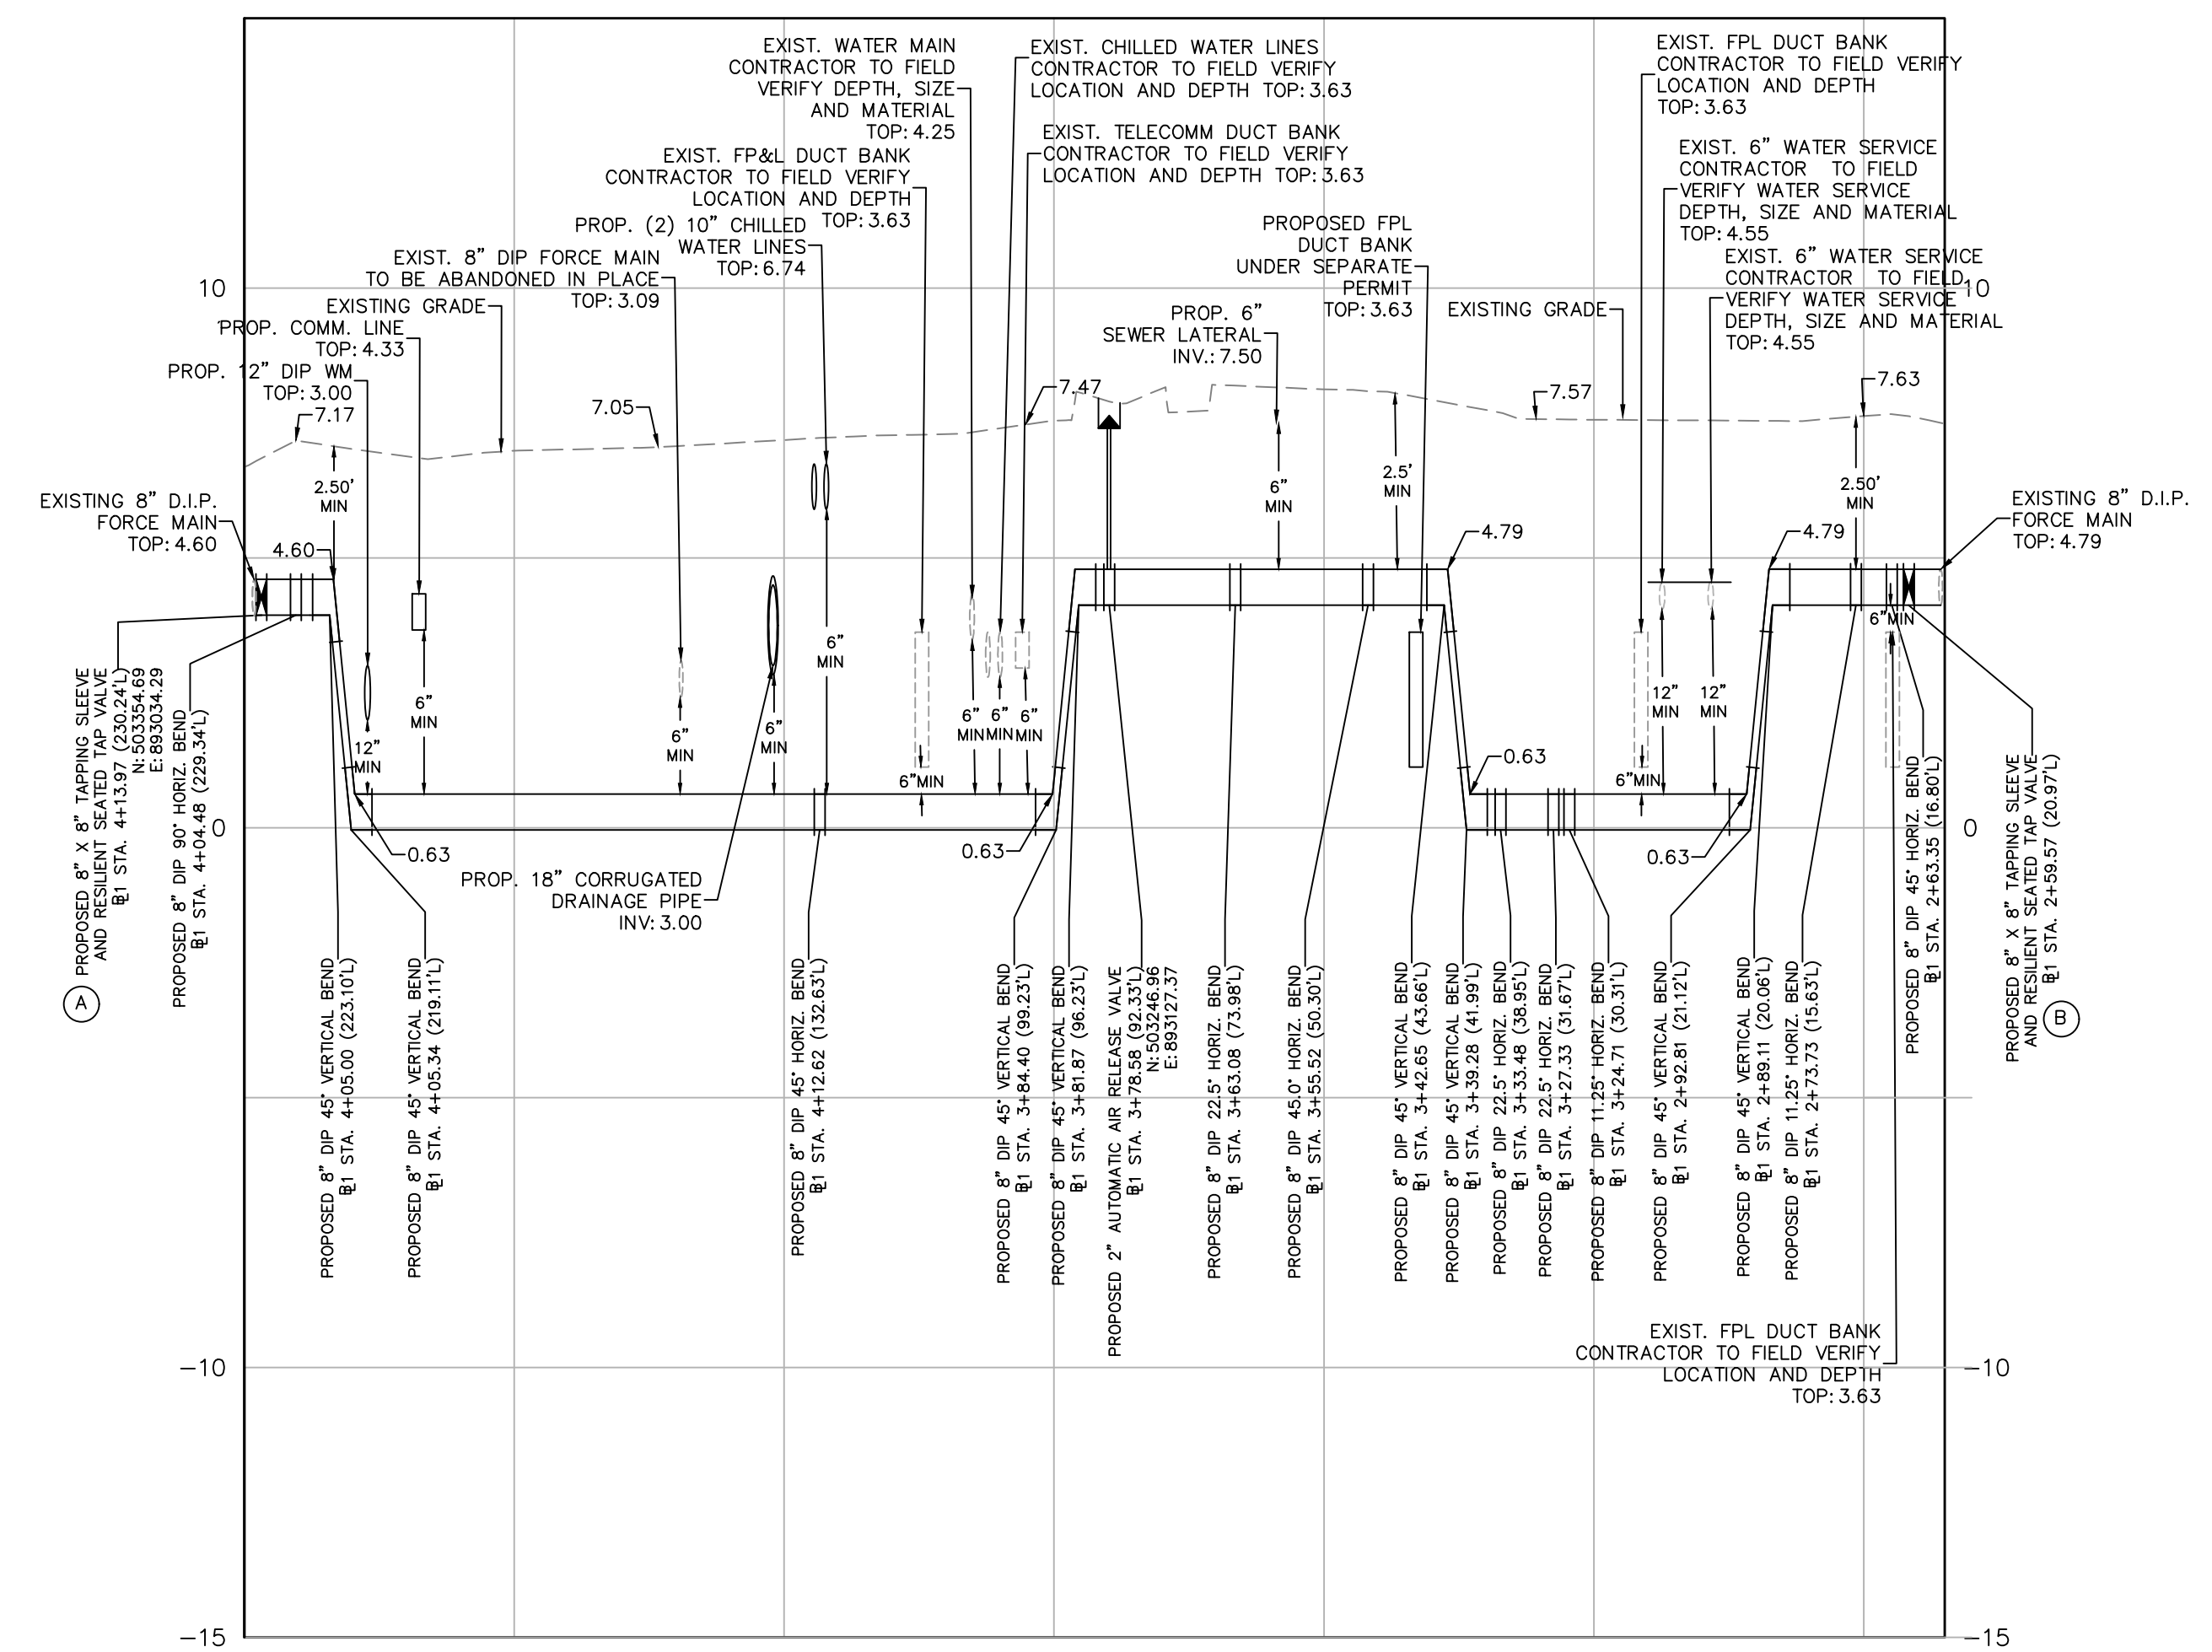 EXIST. WATER MAIN
CONTRACTOR TO FIELD
VERIFY DEPTH, SIZE
AND MATERIAL
TOP: 4.25
EXIST. CHILLED WATER LINES
CONTRACTOR TO FIELD VERIFY
LOCATION AND DEPTH TOP: 3.63
EXIST. FPL DUCT BANK
CONTRACTOR TO FIELD VERIFY
LOCATION AND DEPTH
TOP: 3.63
EXIST. FP&L DUCT BANK
CONTRACTOR TO FIELD VERIFY
LOCATION AND DEPTH
TOP: 3.63
EXIST. TELECOMM DUCT BANK
CONTRACTOR TO FIELD VERIFY
LOCATION AND DEPTH TOP: 3.63
EXIST. 6” WATER SERVICE
CONTRACTOR TO FIELD
VERIFY WATER SERVICE
DEPTH, SIZE AND MATERIAL
TOP: 4.55
PROP. (2) 10” CHILLED
WATER LINES
TOP: 6.74
PROPOSED FPL
DUCT BANK
UNDER SEPARATE
PERMIT
TOP: 3.63
EXIST. 6” WATER SERVICE
CONTRACTOR TO FIELD
VERIFY WATER SERVICE
DEPTH, SIZE AND MATERIAL
TOP: 4.55
EXIST. 8” DIP FORCE MAIN
TO BE ABANDONED IN PLACE
TOP: 3.09
10
10
EXISTING GRADE
PROP. 6”
SEWER LATERAL
INV.: 7.50
EXISTING GRADE
PROP. COMM. LINE
TOP: 4.33
PROP. 12” DIP WM
TOP: 3.00
7.17
7.05
7.47
7.57
7.63
EXISTING 8” D.I.P.
FORCE MAIN
TOP: 4.60
2.50’
MIN
6”
MIN
2.5’
MIN
2.50’
MIN
EXISTING 8” D.I.P.
FORCE MAIN
TOP: 4.79
4.60
4.79
4.79
6”MIN
6”
MIN
12”
MIN
6”
MIN
6”
MIN
6”
MIN
6”MIN
6”
MIN
6”
MIN
6”
MIN
6”MIN
12”
MIN
12”
MIN
0.63
0.63
0.63
0.63
0
0
PROP. 18” CORRUGATED
DRAINAGE PIPE
INV: 3.00
PROPOSED 8” X 8” TAPPING SLEEVE
AND RESILIENT SEATED TAP VALVE
BL1 STA. 4+13.97 (230.24’L)
N: 503354.69
E: 893034.29
A
PROPOSED 8” DIP 90° HORIZ. BEND
BL1 STA. 4+04.48 (229.34’L)
PROPOSED 8” DIP 45° VERTICAL BEND
BL1 STA. 4+05.00 (223.10’L)
PROPOSED 8” DIP 45° VERTICAL BEND
BL1 STA. 4+05.34 (219.11’L)
PROPOSED 8” DIP 45° HORIZ. BEND
BL1 STA. 4+12.62 (132.63’L)
PROPOSED 8” DIP 45° VERTICAL BEND
BL1 STA. 3+84.40 (99.23’L)
PROPOSED 8” DIP 45° VERTICAL BEND
BL1 STA. 3+81.87 (96.23’L)
PROPOSED 2” AUTOMATIC AIR RELEASE VALVE
BL1 STA. 3+78.58 (92.33’L)
N: 503246.96
E: 893127.37
PROPOSED 8” DIP 22.5° HORIZ. BEND
BL1 STA. 3+63.08 (73.98’L)
PROPOSED 8” DIP 45.0° HORIZ. BEND
BL1 STA. 3+55.52 (50.30’L)
PROPOSED 8” DIP 45° VERTICAL BEND
BL1 STA. 3+42.65 (43.66’L)
PROPOSED 8” DIP 45° VERTICAL BEND
BL1 STA. 3+39.28 (41.99’L)
PROPOSED 8” DIP 22.5° HORIZ. BEND
BL1 STA. 3+33.48 (38.95’L)
PROPOSED 8” DIP 22.5° HORIZ. BEND
BL1 STA. 3+27.33 (31.67’L)
PROPOSED 8” DIP 11.25° HORIZ. BEND
BL1 STA. 3+24.71 (30.31’L)
PROPOSED 8” DIP 45° VERTICAL BEND
BL1 STA. 2+92.81 (21.12’L)
PROPOSED 8” DIP 45° VERTICAL BEND
BL1 STA. 2+89.11 (20.06’L)
PROPOSED 8” DIP 11.25° HORIZ. BEND
BL1 STA. 2+73.73 (15.63’L)
PROPOSED 8” DIP 45° HORIZ. BEND
BL1 STA. 2+63.35 (16.80’L)
PROPOSED 8” X 8” TAPPING SLEEVE
AND RESILIENT SEATED TAP VALVE
BL1 STA. 2+59.57 (20.97’L)
B
EXIST. FPL DUCT BANK
CONTRACTOR TO FIELD VERIFY
LOCATION AND DEPTH
TOP: 3.63
-10
-10
-15
-15